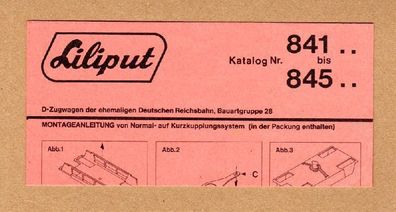 Liliput
841 . .
Katalog Nr. bis
845 . .
D-Zugwagen der ehemaligen Deutschen Reichsbahn, Bauartgruppe 28
MONTAGEANLEITUNG von Normal- auf Kurzkupplungssystem (in der Packung enthalten)
Abb.1 Abb.2 Abb.3
C